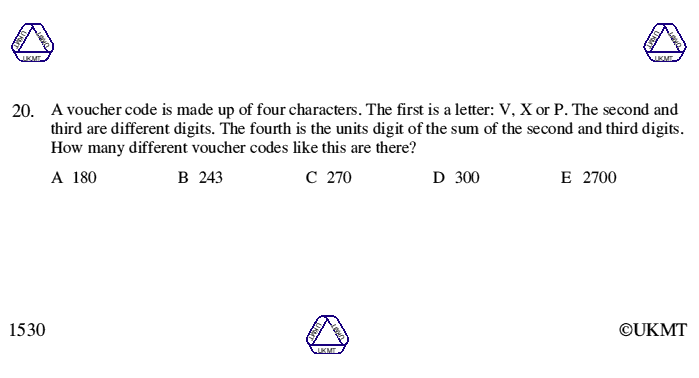 UKMT UKMT UKMT
UKMT UKMT UKMT
20. A voucher code is made up of four characters. The first is a letter: V, X or P. The second and
third are different digits. The fourth is the units digit of the sum of the second and third digits.
How many different voucher codes like this are there?
A 180 B 243 C 270 D 300 E 2700
1530 UKMT UKMT UKMT ©UKMT